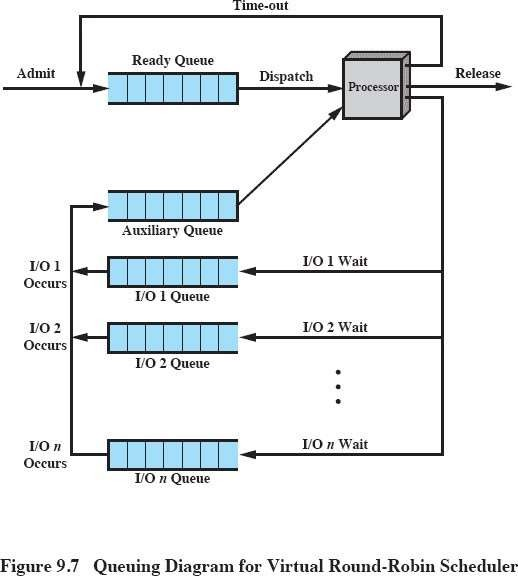 Time-out
Ready Queue
Admit
Dispatch
Processor
Release
Auxiliary Queue
I/O 1
Occurs
I/O 1 Wait
I/O 1 Queue
I/O 2
Occurs
I/O 2 Wait
I/O 2 Queue
I/O n
Occurs
I/O n Wait
I/O n Queue
Figure 9.7 Queuing Diagram for Virtual Round-Robin Scheduler